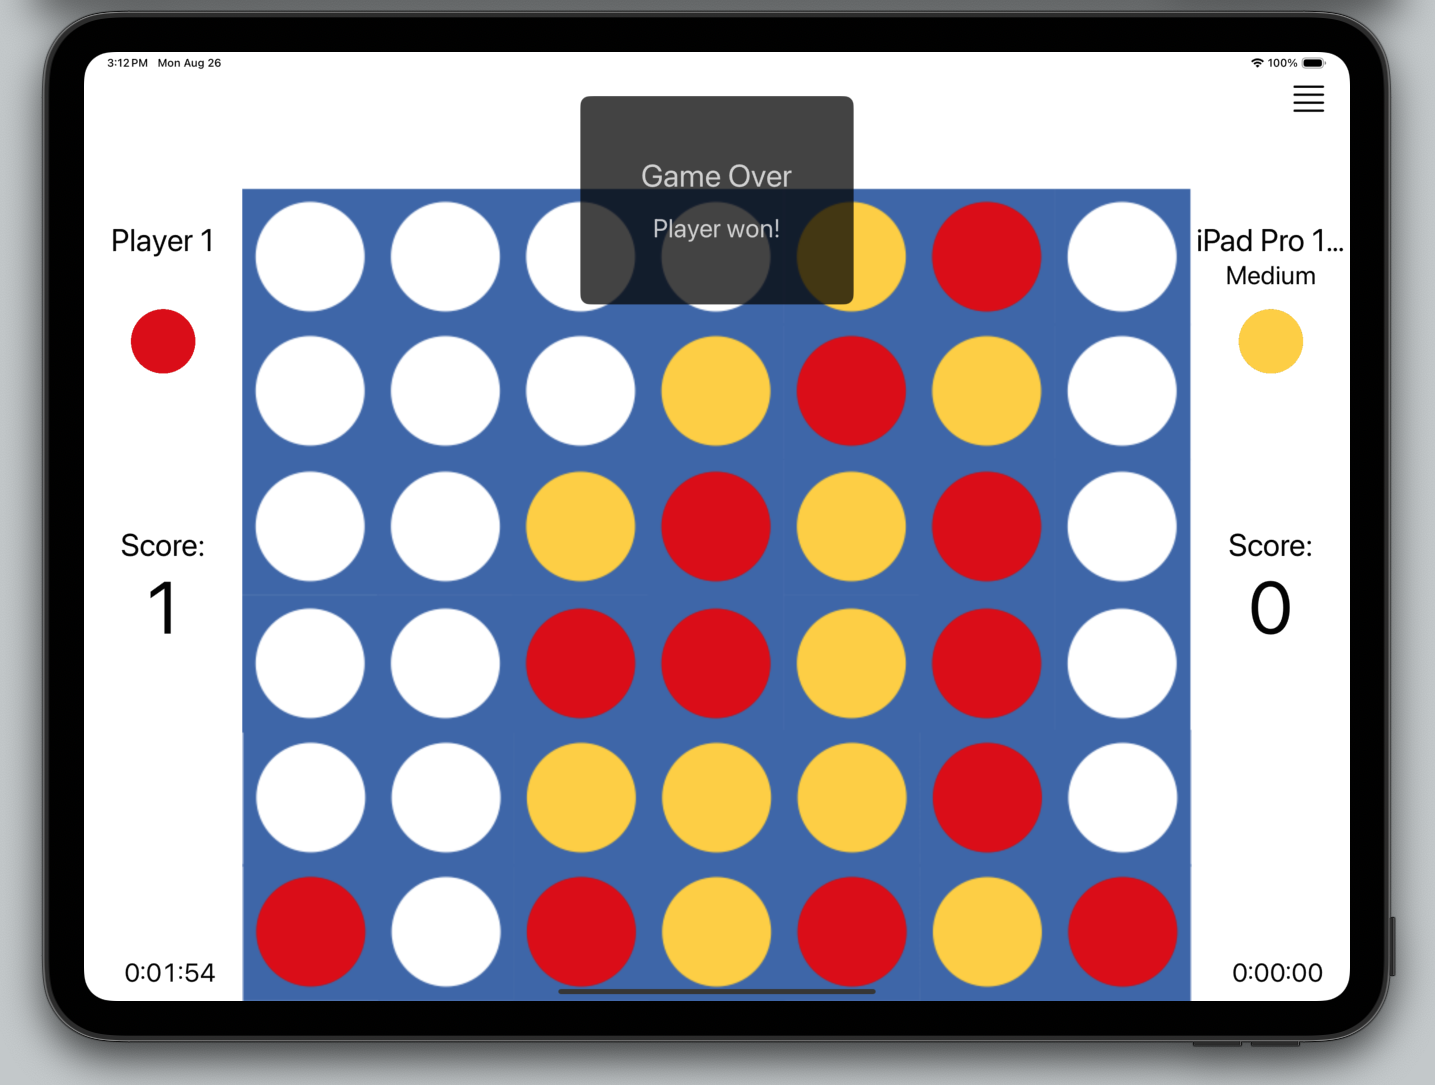 3:12 PM Mon Aug 26
100%
Game Over
Player won!
Player 1
iPad Pro 1...
Medium
Score:
1
Score:
0
0:01:54
0:00:00